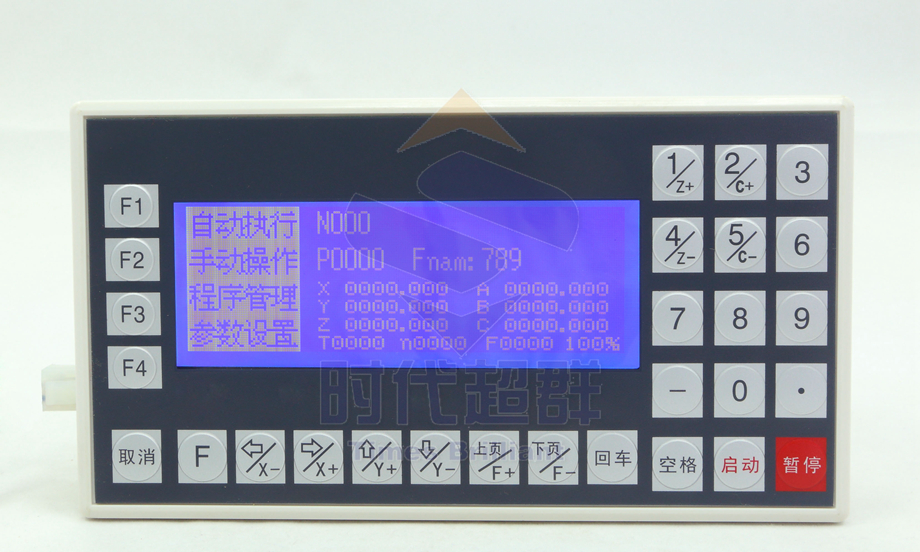 1/Z+ 2/C+ 3
F1
自动执行 N000
F2
手动操作 P0000 Fnam:789
4/Z- 5/C- 6
程序管理 X 0000.000 A 0000.000
Y 0000.000 B 0000.000
F3
参数设置 Z 0000.000 C 0000.000
T0000 n0000 F0000 100%
7 8 9
F4
时代超群
- 0 .
Times Brilliant
取消 F ⇦/X- ⇨/X+ ⇧/Y+ ⇩/Y- 上页/F+ 下页/F- 回车 空格 启动 暂停